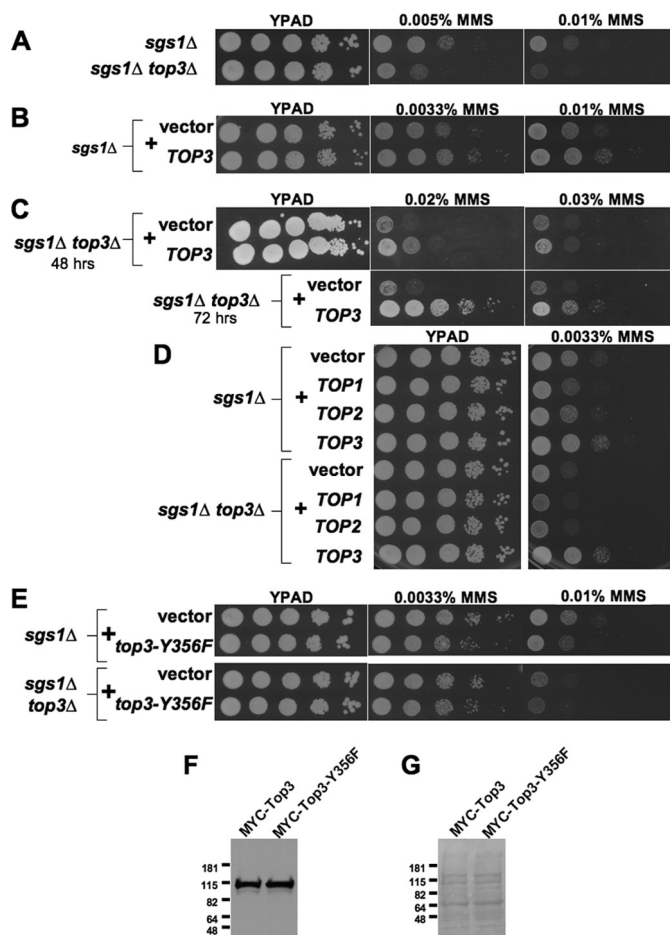 A
YPAD 0.005% MMS 0.01% MMS
sgs1Δ
sgs1Δ top3Δ
B
YPAD 0.0033% MMS 0.01% MMS
sgs1Δ + vector
TOP3
C
YPAD 0.02% MMS 0.03% MMS
sgs1Δ top3Δ + vector
48 hrs TOP3
sgs1Δ top3Δ + vector
72 hrs TOP3
D
YPAD 0.0033% MMS
sgs1Δ + vector
TOP1
TOP2
TOP3
sgs1Δ top3Δ + vector
TOP1
TOP2
TOP3
E
YPAD 0.0033% MMS 0.01% MMS
sgs1Δ + vector
top3-Y356F
sgs1Δ top3Δ + vector
top3-Y356F
F
MYC-Top3
MYC-Top3-Y356F
181
115
82
64
48
G
MYC-Top3
MYC-Top3-Y356F
181
115
82
64
48